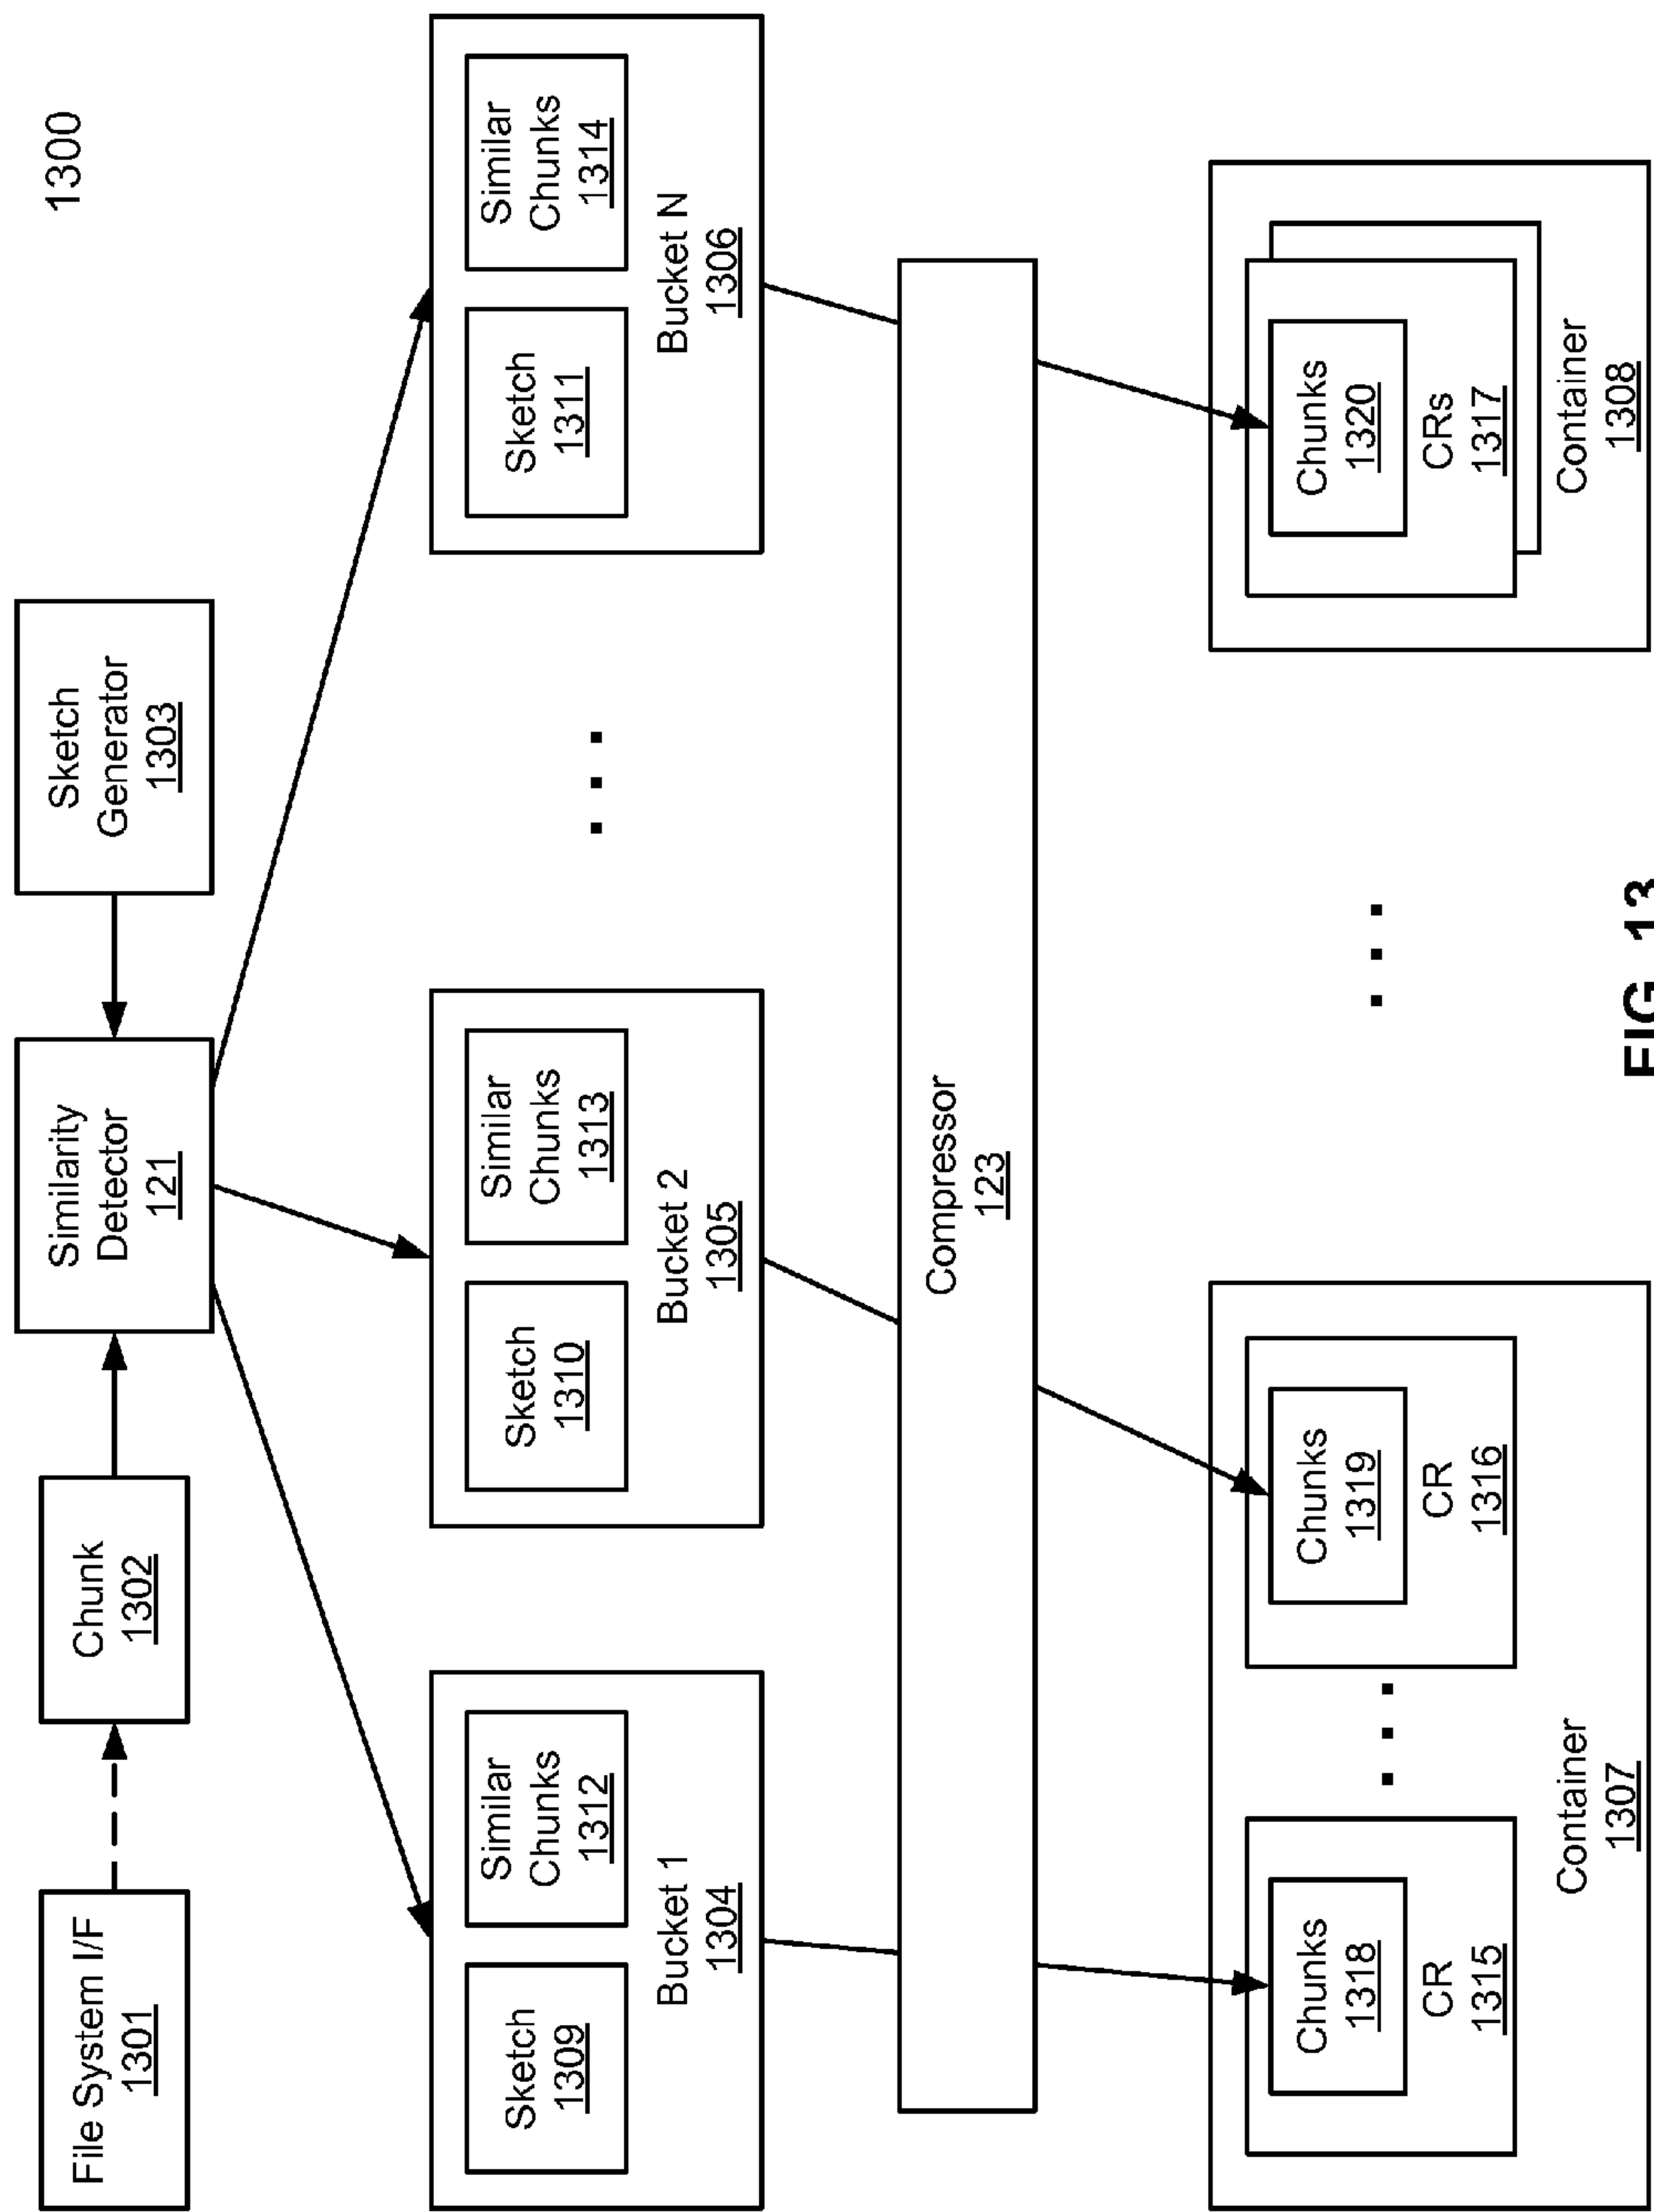 1300
File System I/F
1301
Chunk
1302
Similarity
Detector
121
Sketch
Generator
1303
Sketch
1309
Similar
Chunks
1312
Bucket 1
1304
Sketch
1310
Similar
Chunks
1313
Bucket 2
1305
. . .
Sketch
1311
Similar
Chunks
1314
Bucket N
1306
Compressor
123
Chunks
1318
CR
1315
. . .
Chunks
1319
CR
1316
Container
1307
. . .
Chunks
1320
CRs
1317
Container
1308
FIG. 13